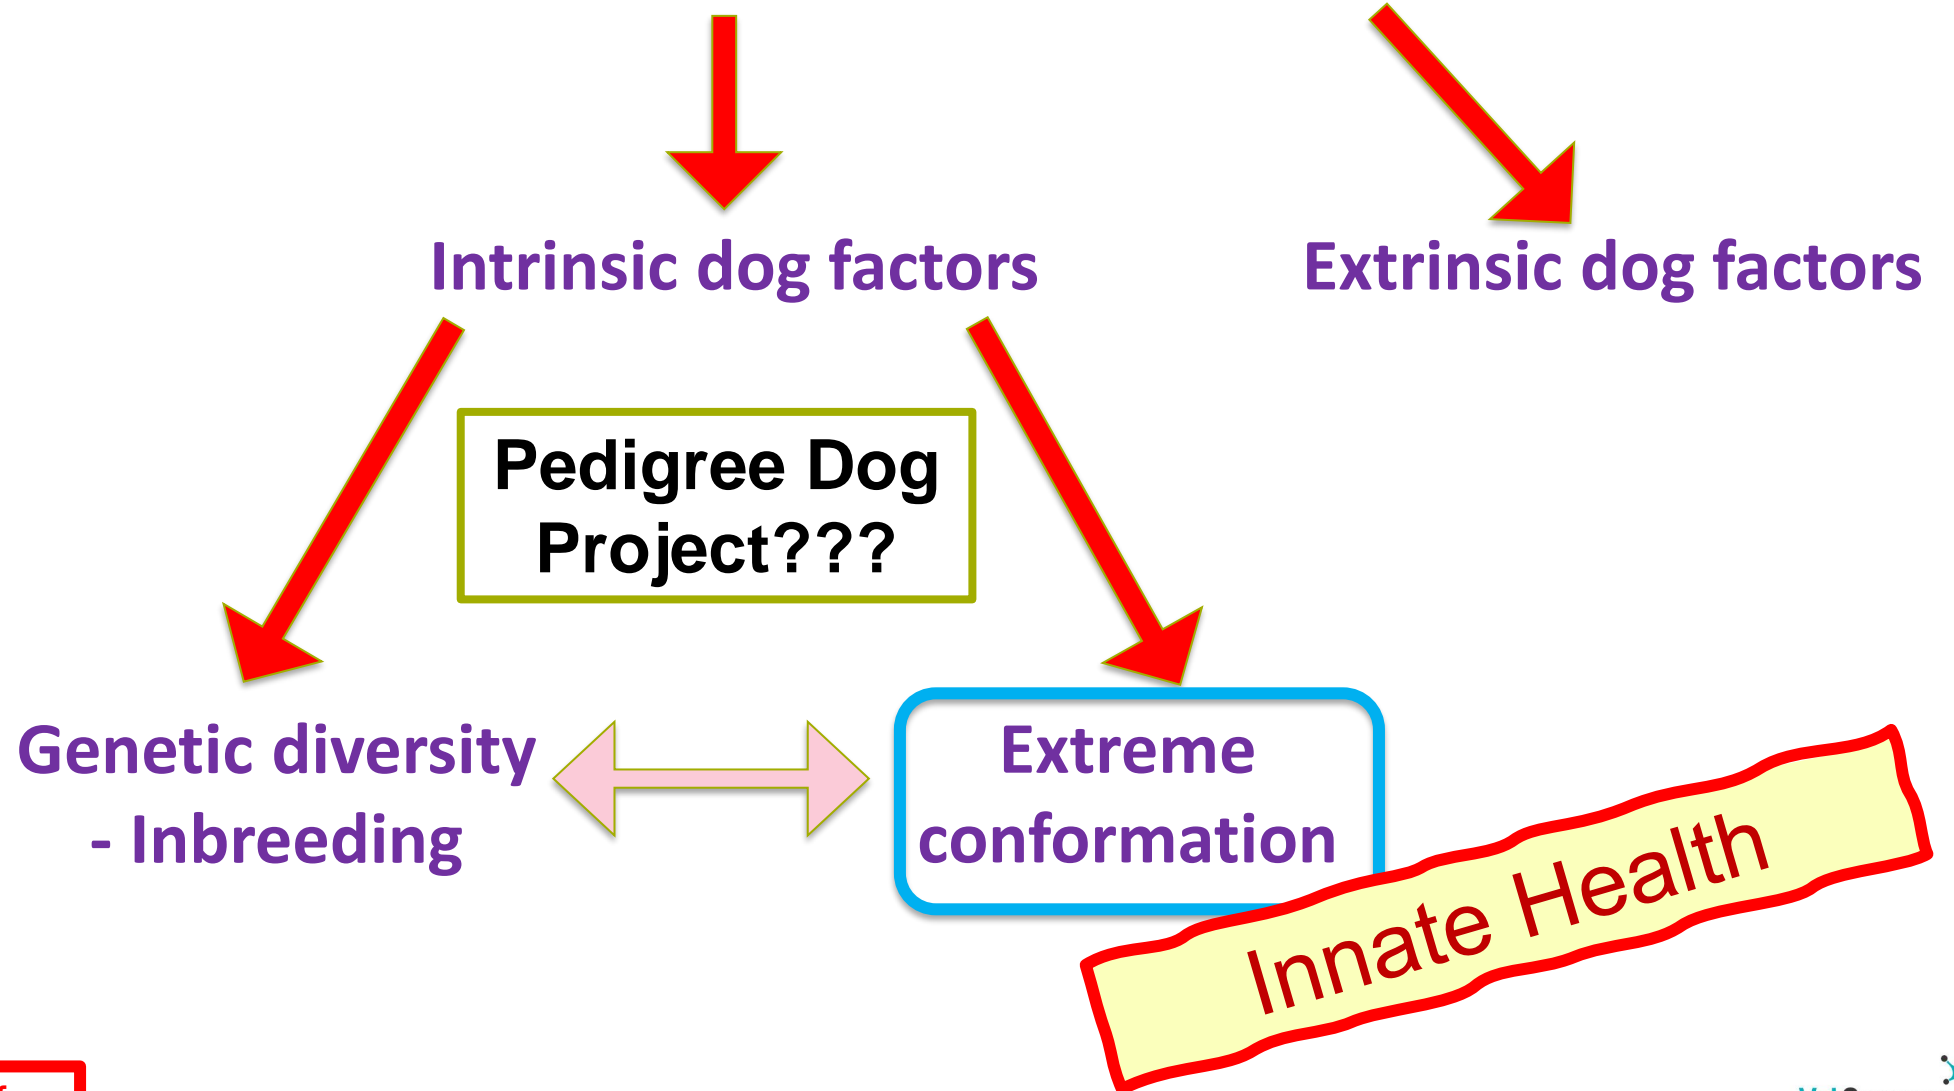 Intrinsic dog factors
Extrinsic dog factors
Pedigree Dog
Project???
Genetic diversity
- Inbreeding
Extreme
conformation
Innate Health